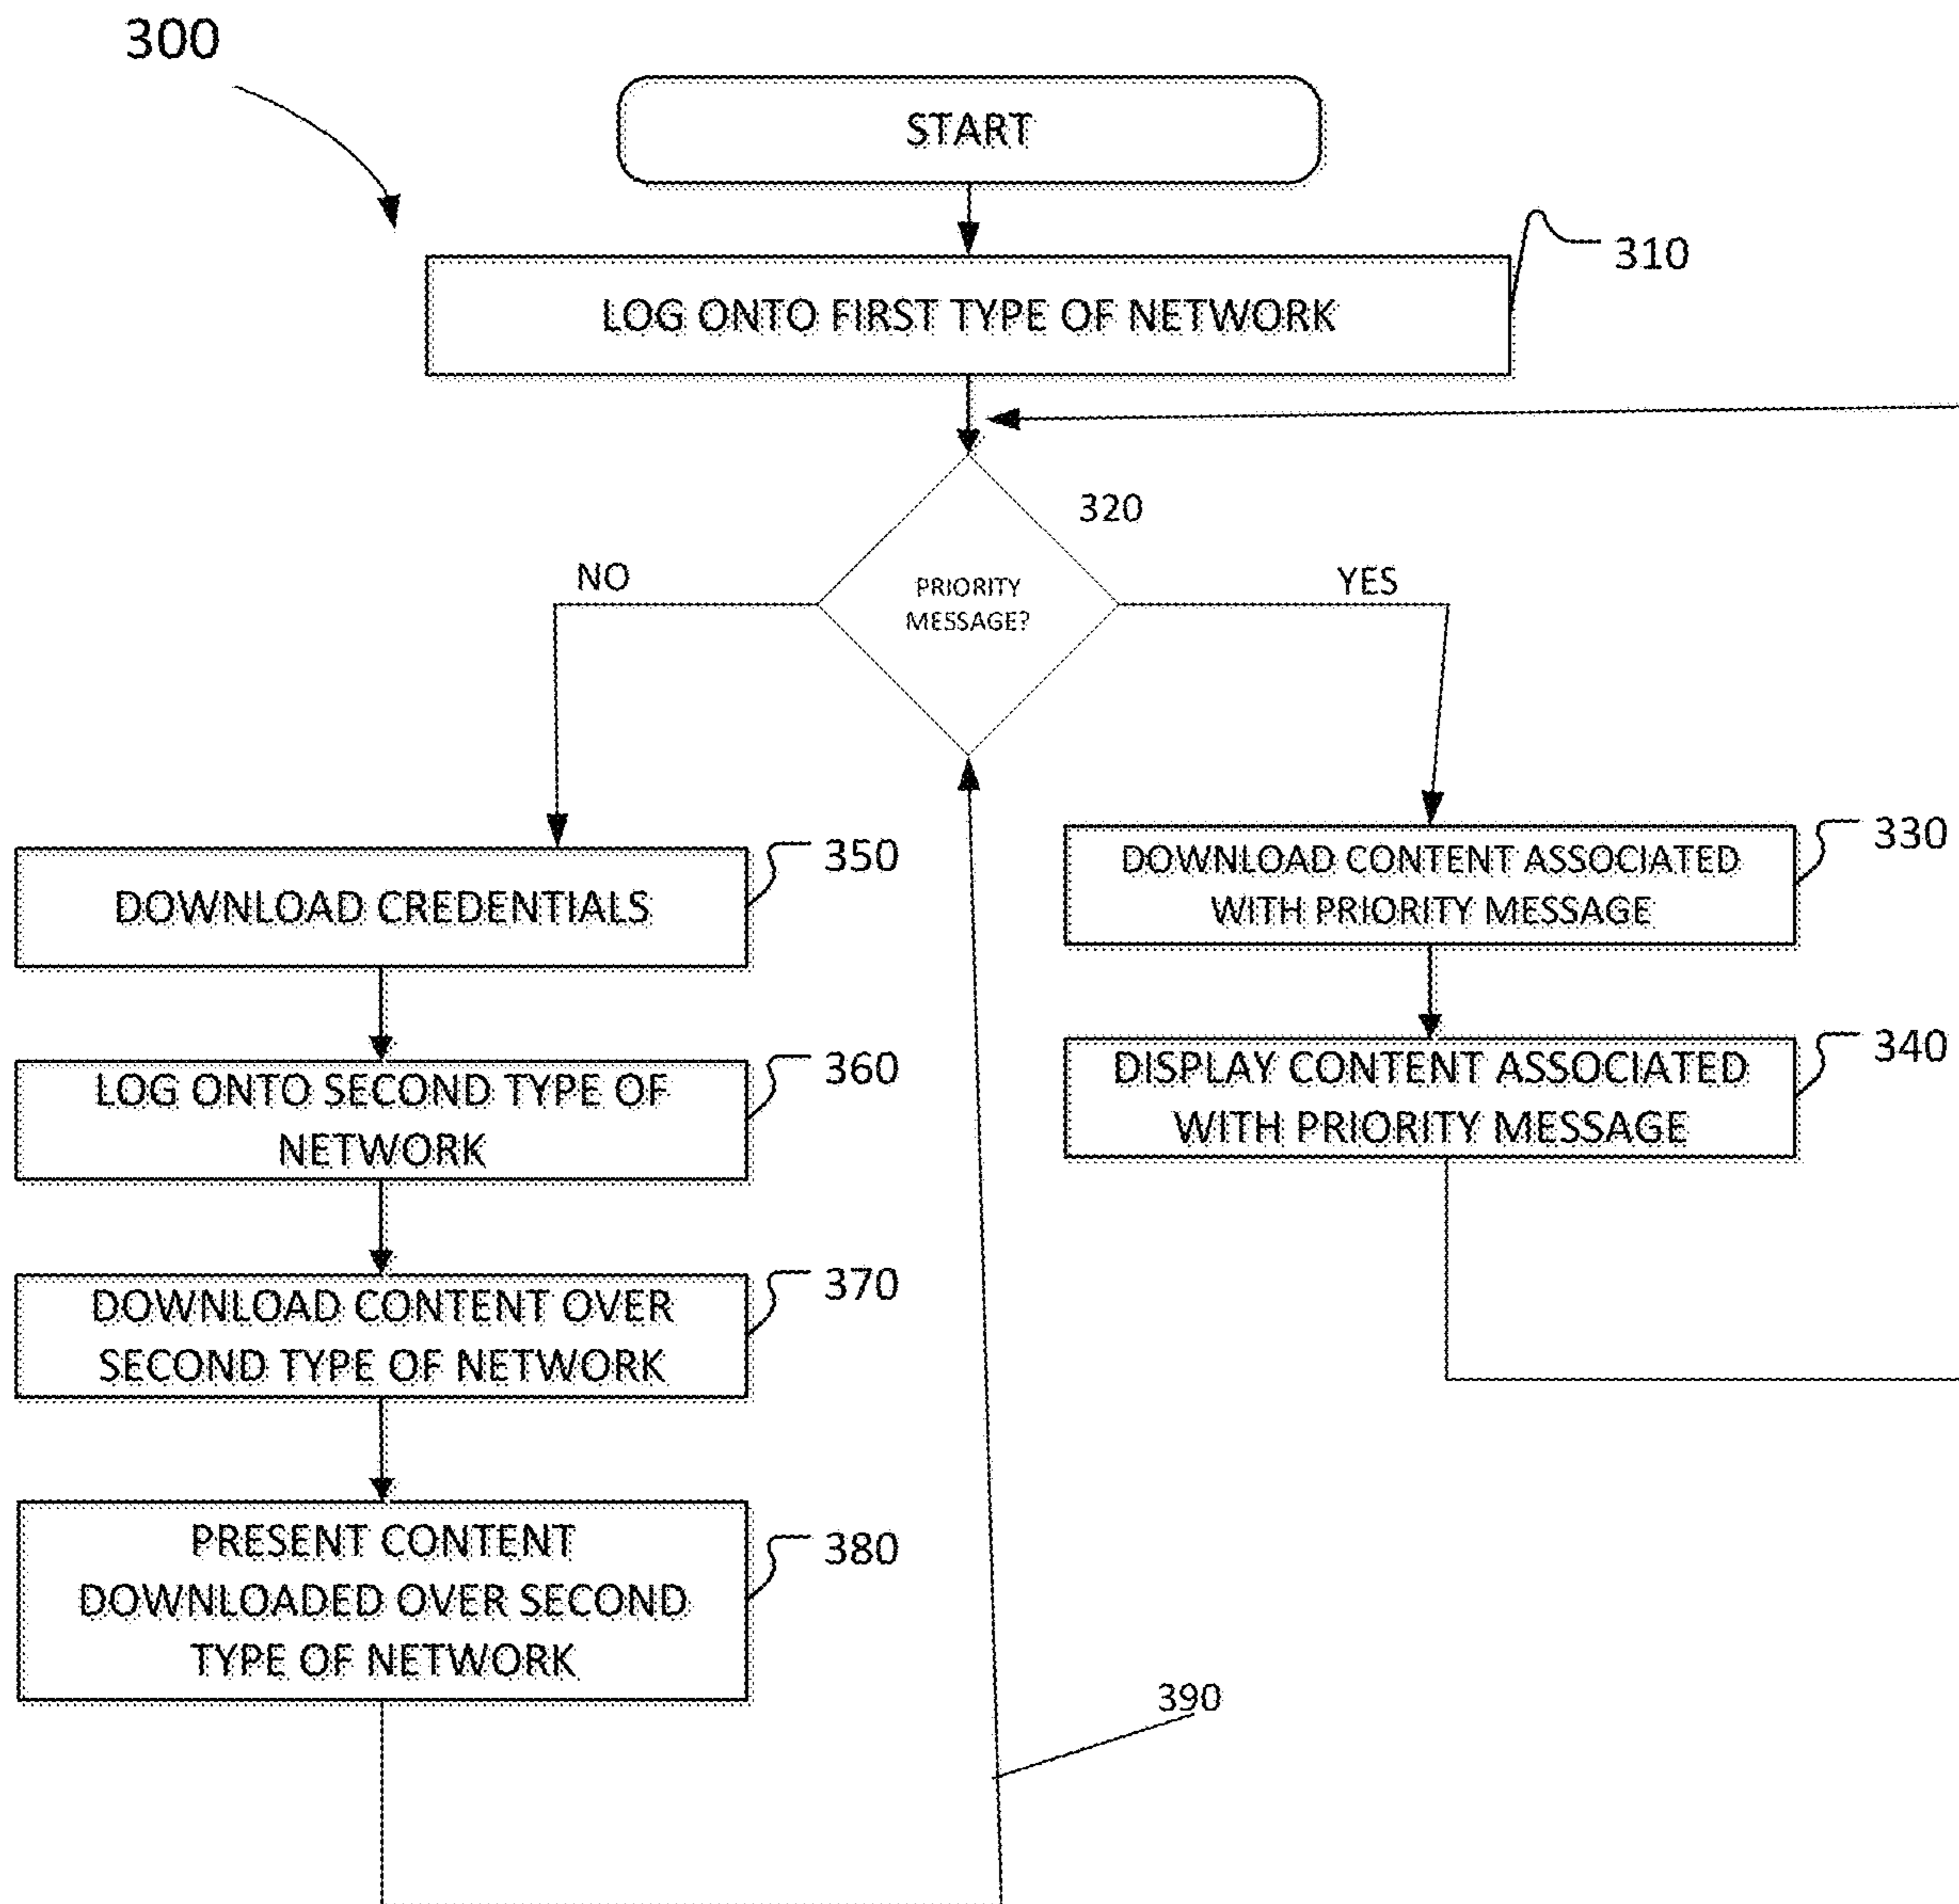 300
START
310
LOG ONTO FIRST TYPE OF NETWORK
320
NO
YES
PRIORITY
MESSAGE?
350
DOWNLOAD CREDENTIALS
330
DOWNLOAD CONTENT ASSOCIATED
WITH PRIORITY MESSAGE
360
LOG ONTO SECOND TYPE OF
NETWORK
340
DISPLAY CONTENT ASSOCIATED
WITH PRIORITY MESSAGE
370
DOWNLOAD CONTENT OVER
SECOND TYPE OF NETWORK
380
PRESENT CONTENT
DOWNLOADED OVER SECOND
TYPE OF NETWORK
390